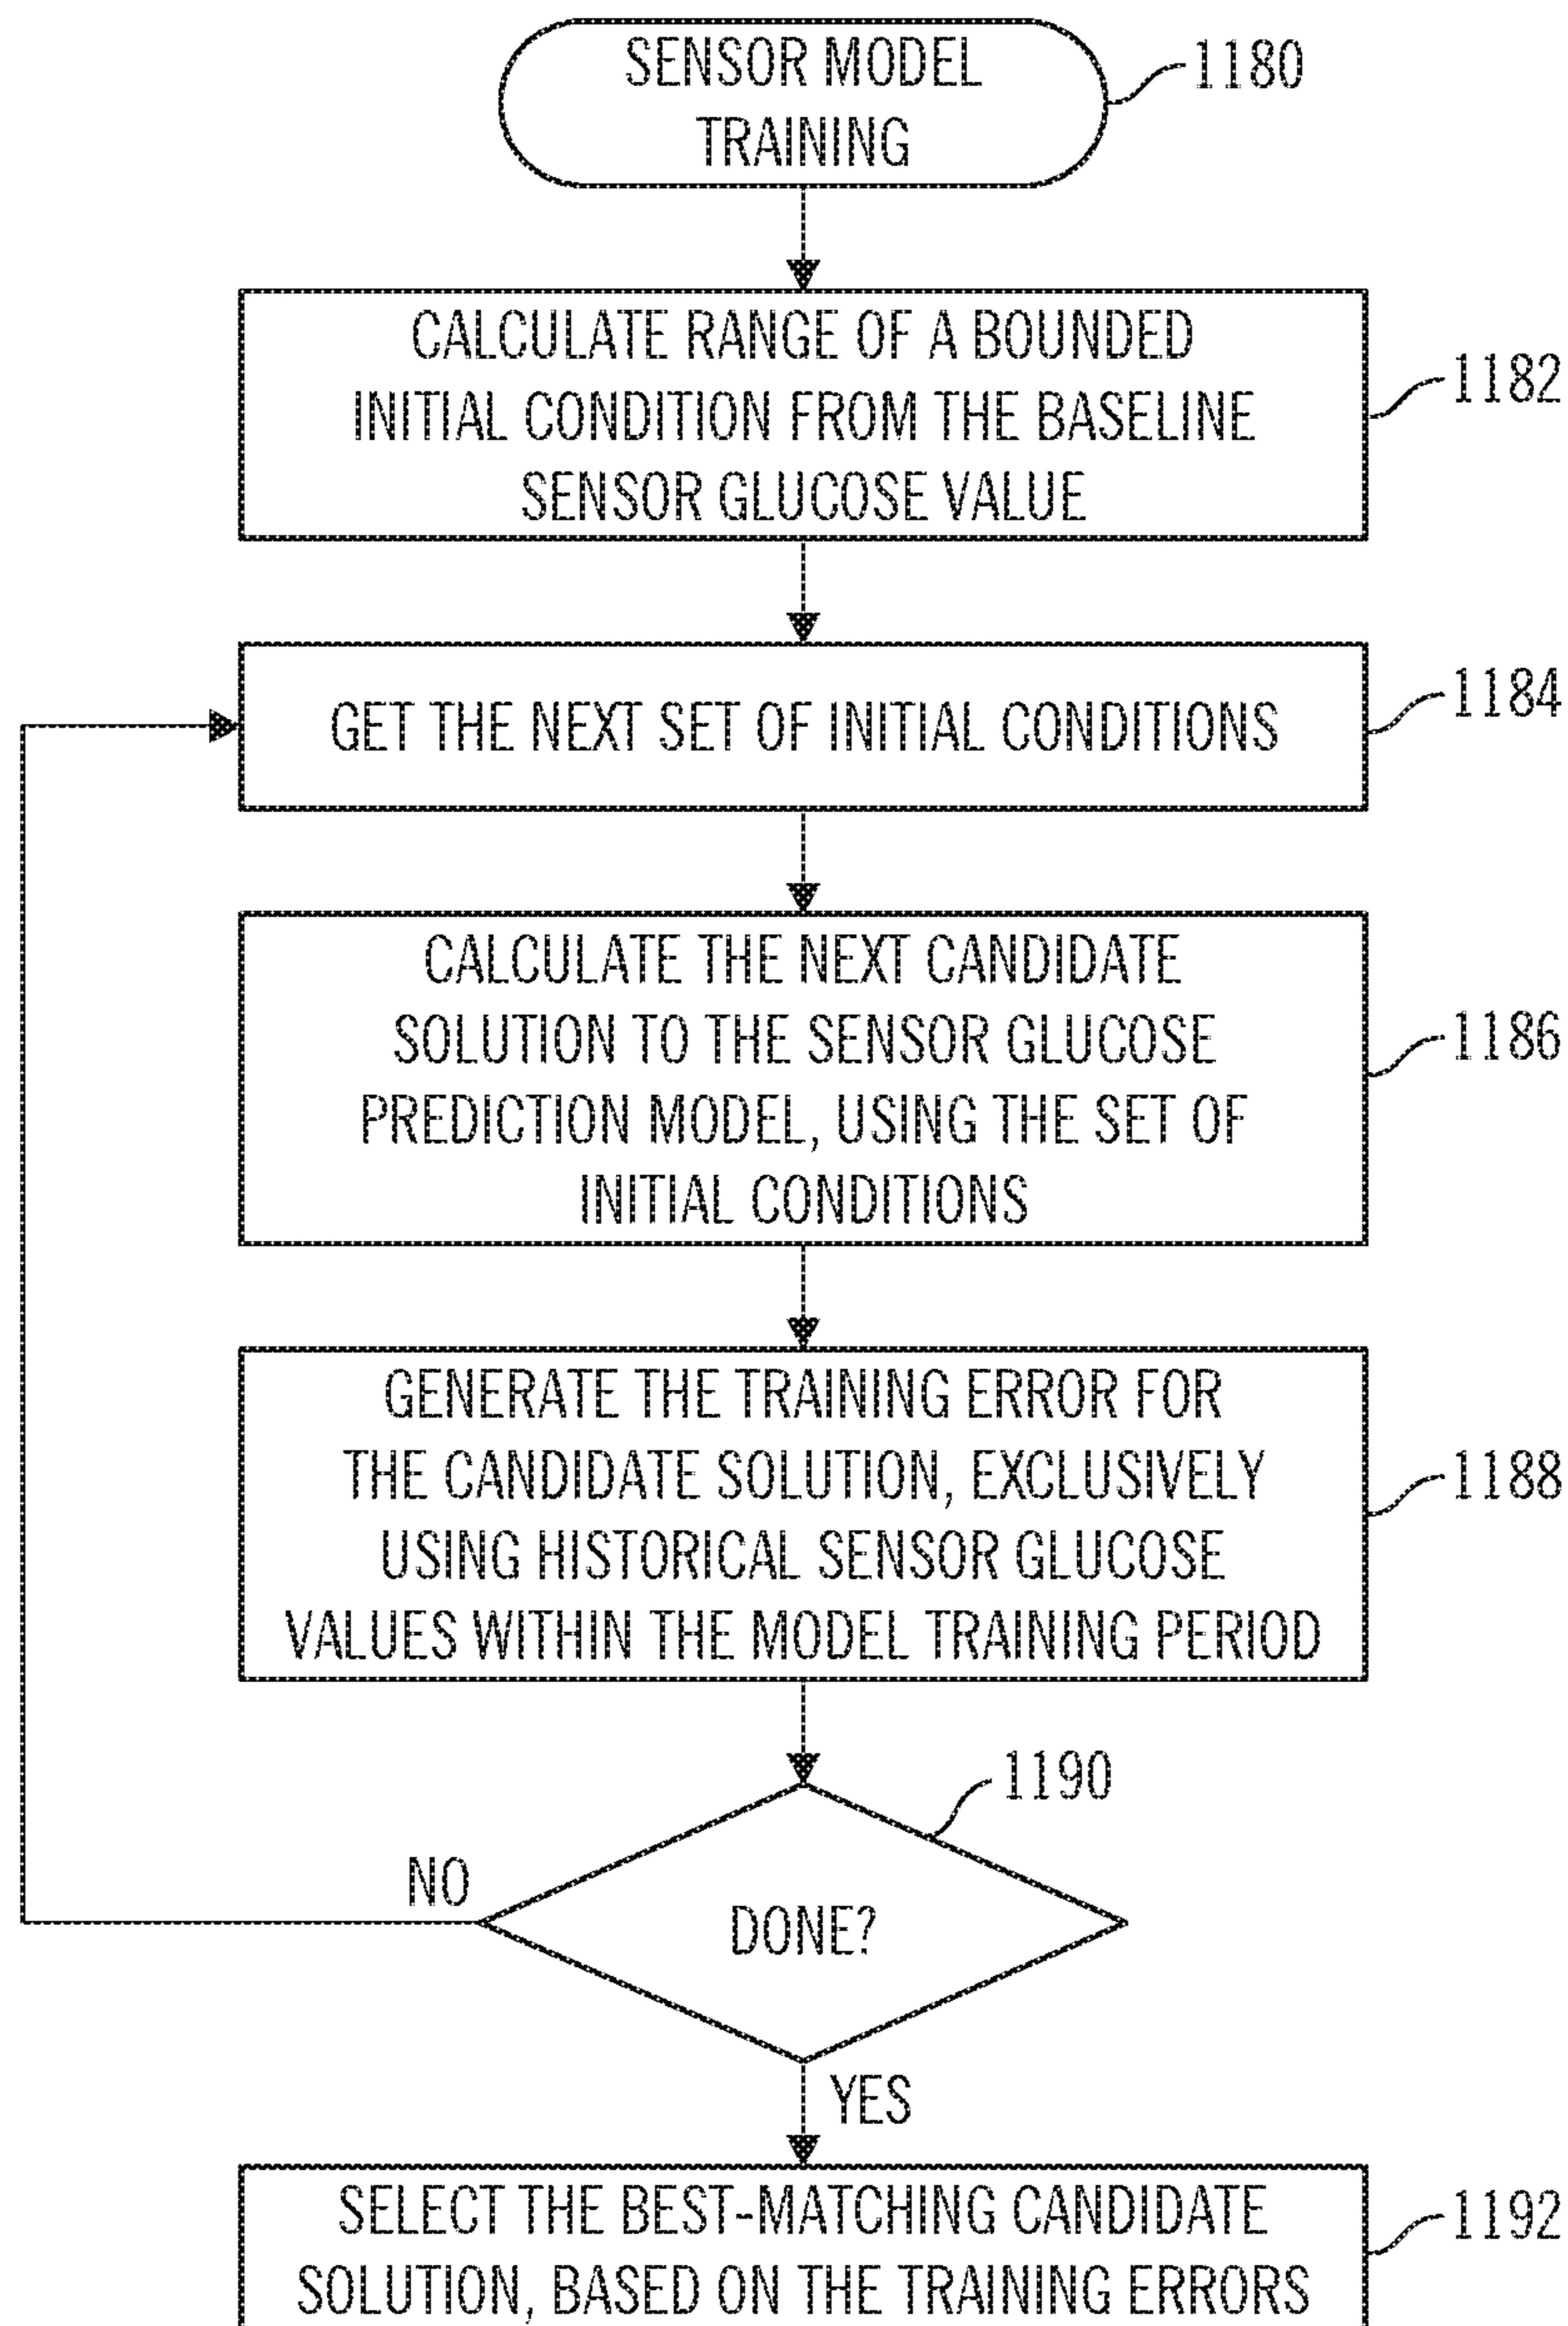 SENSOR MODEL
TRAINING
1180
CALCULATE RANGE OF A BOUNDED
INITIAL CONDITION FROM THE BASELINE
SENSOR GLUCOSE VALUE
1182
GET THE NEXT SET OF INITIAL CONDITIONS
1184
CALCULATE THE NEXT CANDIDATE
SOLUTION TO THE SENSOR GLUCOSE
PREDICTION MODEL, USING THE SET OF
INITIAL CONDITIONS
1186
GENERATE THE TRAINING ERROR FOR
THE CANDIDATE SOLUTION, EXCLUSIVELY
USING HISTORICAL SENSOR GLUCOSE
VALUES WITHIN THE MODEL TRAINING PERIOD
1188
1190
NO
DONE?
YES
SELECT THE BEST-MATCHING CANDIDATE
SOLUTION, BASED ON THE TRAINING ERRORS
1192